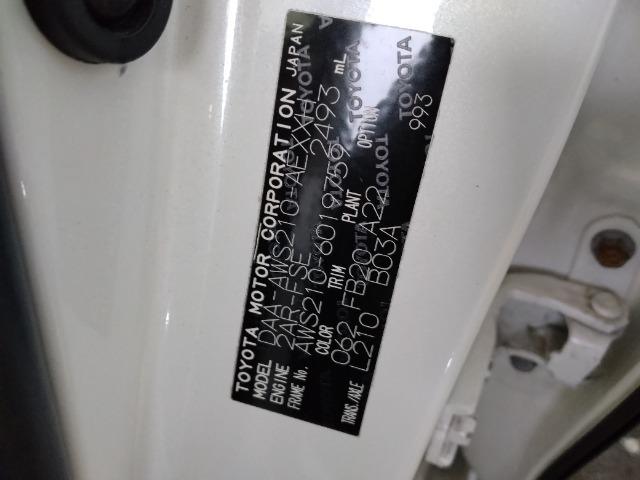 TOYOTA MOTOR CORPORATION JAPAN
MODEL DAA-AWS210-AEXXH
ENGINE 2AR-FSE 2493 mL
FRAME No. AWS210-6019759
COLOR TRIM PLANT OPTION
062 FB20 A22 993
TRANS./AXLE L210 B03A